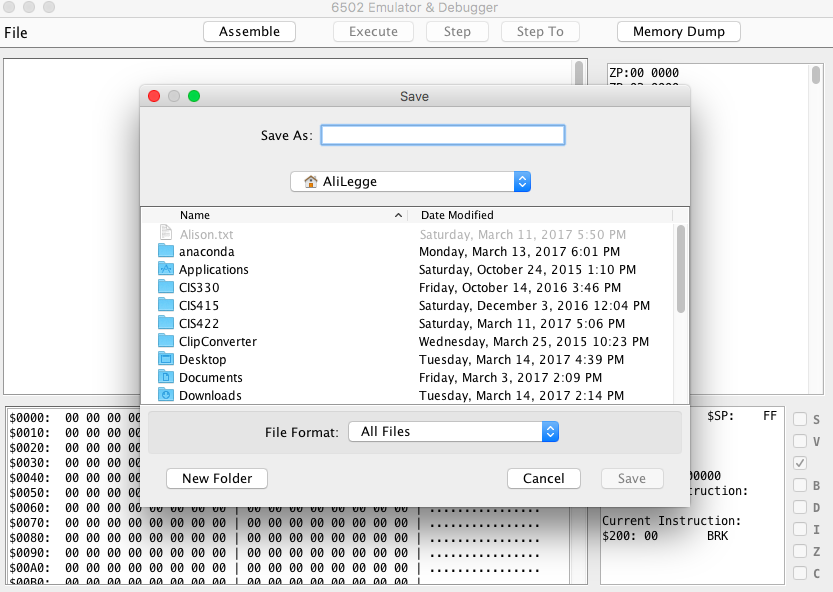 6502 Emulator & Debugger
File Assemble Execute Step Step To Memory Dump
ZP:00 0000
Save
Save As:
AliLegge
Name Date Modified
Alison.txt Saturday, March 11, 2017 5:50 PM
anaconda Monday, March 13, 2017 6:01 PM
Applications Saturday, October 24, 2015 1:10 PM
CIS330 Friday, October 14, 2016 3:46 PM
CIS415 Saturday, December 3, 2016 12:04 PM
CIS422 Saturday, March 11, 2017 5:06 PM
ClipConverter Wednesday, March 25, 2015 10:23 PM
Desktop Tuesday, March 14, 2017 4:39 PM
Documents Friday, March 3, 2017 2:09 PM
Downloads Tuesday, March 14, 2017 2:14 PM
File Format: All Files
New Folder Cancel Save
$0000: 00 00 00 00
$0010: 00 00 00 00
$0020: 00 00 00 00
$0030: 00 00 00 00
$0040: 00 00 00 00
$0050: 00 00 00 00
$0060: 00 00 00 00 00 00 00 00 | 00 00 00 00 00 00 00 00 | ................
$0070: 00 00 00 00 00 00 00 00 | 00 00 00 00 00 00 00 00 | ................
$0080: 00 00 00 00 00 00 00 00 | 00 00 00 00 00 00 00 00 | ................
$0090: 00 00 00 00 00 00 00 00 | 00 00 00 00 00 00 00 00 | ................
$00A0: 00 00 00 00 00 00 00 00 | 00 00 00 00 00 00 00 00 | ................
$00B0: 00 00 00 00 00 00 00 00 | 00 00 00 00 00 00 00 00 |
$SP: FF
00000
ruction:
Current Instruction:
$200: 00 BRK
S
V
B
D
I
Z
C